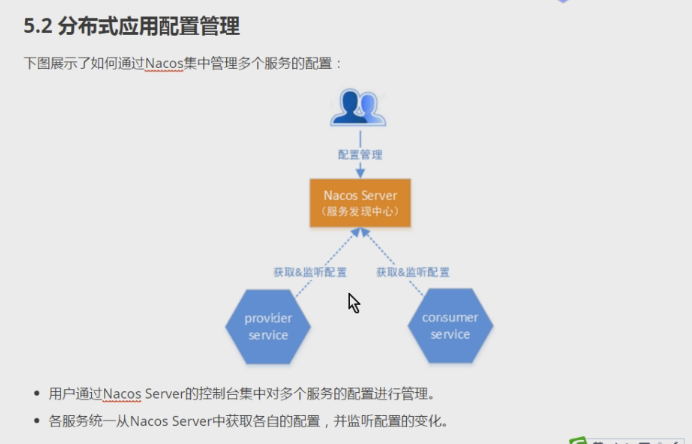 5.2 分布式应用配置管理
下图展示了如何通过Nacos集中管理多个服务的配置：
配置管理
Nacos Server
（服务发现中心）
获取&监听配置
获取&监听配置
provider
service
consumer
service
用户通过Nacos Server的控制台集中对多个服务的配置进行管理。
各服务统一从Nacos Server中获取各自的配置，并监听配置的变化。